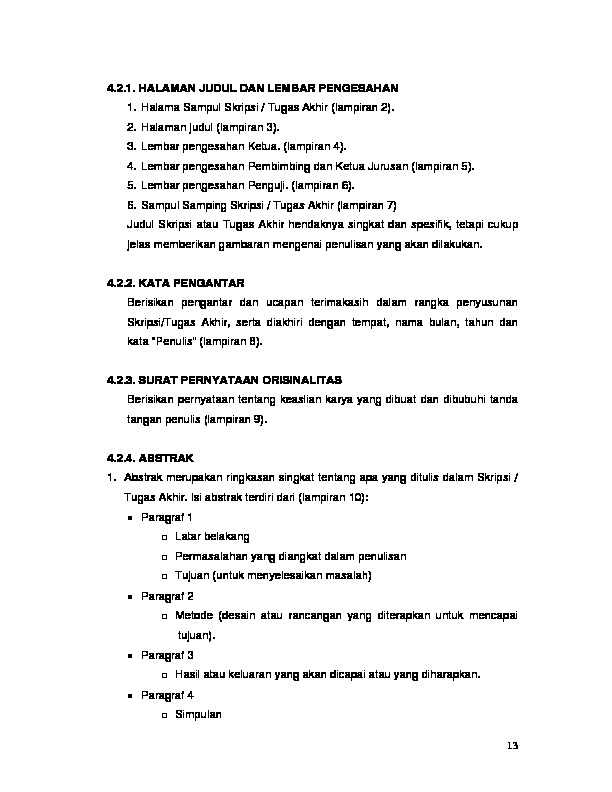 4.2.1. HALAMAN JUDUL DAN LEMBAR PENGESAHAN
1. Halama Sampul Skripsi / Tugas Akhir (lampiran 2).
2. Halaman judul (lampiran 3).
3. Lembar pengesahan Ketua. (lampiran 4).
4. Lembar pengesahan Pembimbing dan Ketua Jurusan (lampiran 5).
5. Lembar pengesahan Penguji. (lampiran 6).
6. Sampul Samping Skripsi / Tugas Akhir (lampiran 7)
Judul Skripsi atau Tugas Akhir hendaknya singkat dan spesifik, tetapi cukup
jelas memberikan gambaran mengenai penulisan yang akan dilakukan.
4.2.2. KATA PENGANTAR
Berisikan pengantar dan ucapan terimakasih dalam rangka penyusunan
Skripsi/Tugas Akhir, serta diakhiri dengan tempat, nama bulan, tahun dan
kata "Penulis" (lampiran 8).
4.2.3. SURAT PERNYATAAN ORISINALITAS
Berisikan pernyataan tentang keaslian karya yang dibuat dan dibubuhi tanda
tangan penulis (lampiran 9).
4.2.4. ABSTRAK
1. Abstrak merupakan ringkasan singkat tentang apa yang ditulis dalam Skripsi /
Tugas Akhir. Isi abstrak terdiri dari (lampiran 10):
• Paragraf 1
o Latar belakang
o Permasalahan yang diangkat dalam penulisan
o Tujuan (untuk menyelesaikan masalah)
• Paragraf 2
o Metode (desain atau rancangan yang diterapkan untuk mencapai
tujuan).
• Paragraf 3
o Hasil atau keluaran yang akan dicapai atau yang diharapkan.
• Paragraf 4
o Simpulan
13